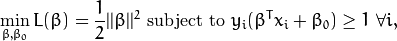 min_{β,β₀} L(β) = 1/2 ||β||² subject to y_i(β^T x_i + β₀) ≥ 1 ∀i,